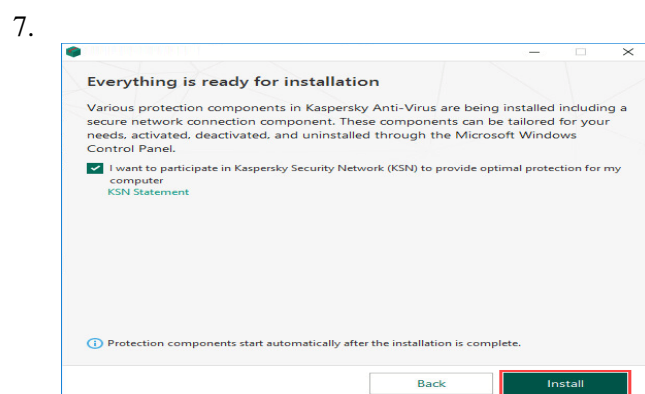 7.
Everything is ready for installation
Various protection components in Kaspersky Anti-Virus are being installed including a
secure network connection component. These components can be tailored for your
needs, activated, deactivated, and uninstalled through the Microsoft Windows
Control Panel.
I want to participate in Kaspersky Security Network (KSN) to provide optimal protection for my
computer
KSN Statement
Protection components start automatically after the installation is complete.
Back Install